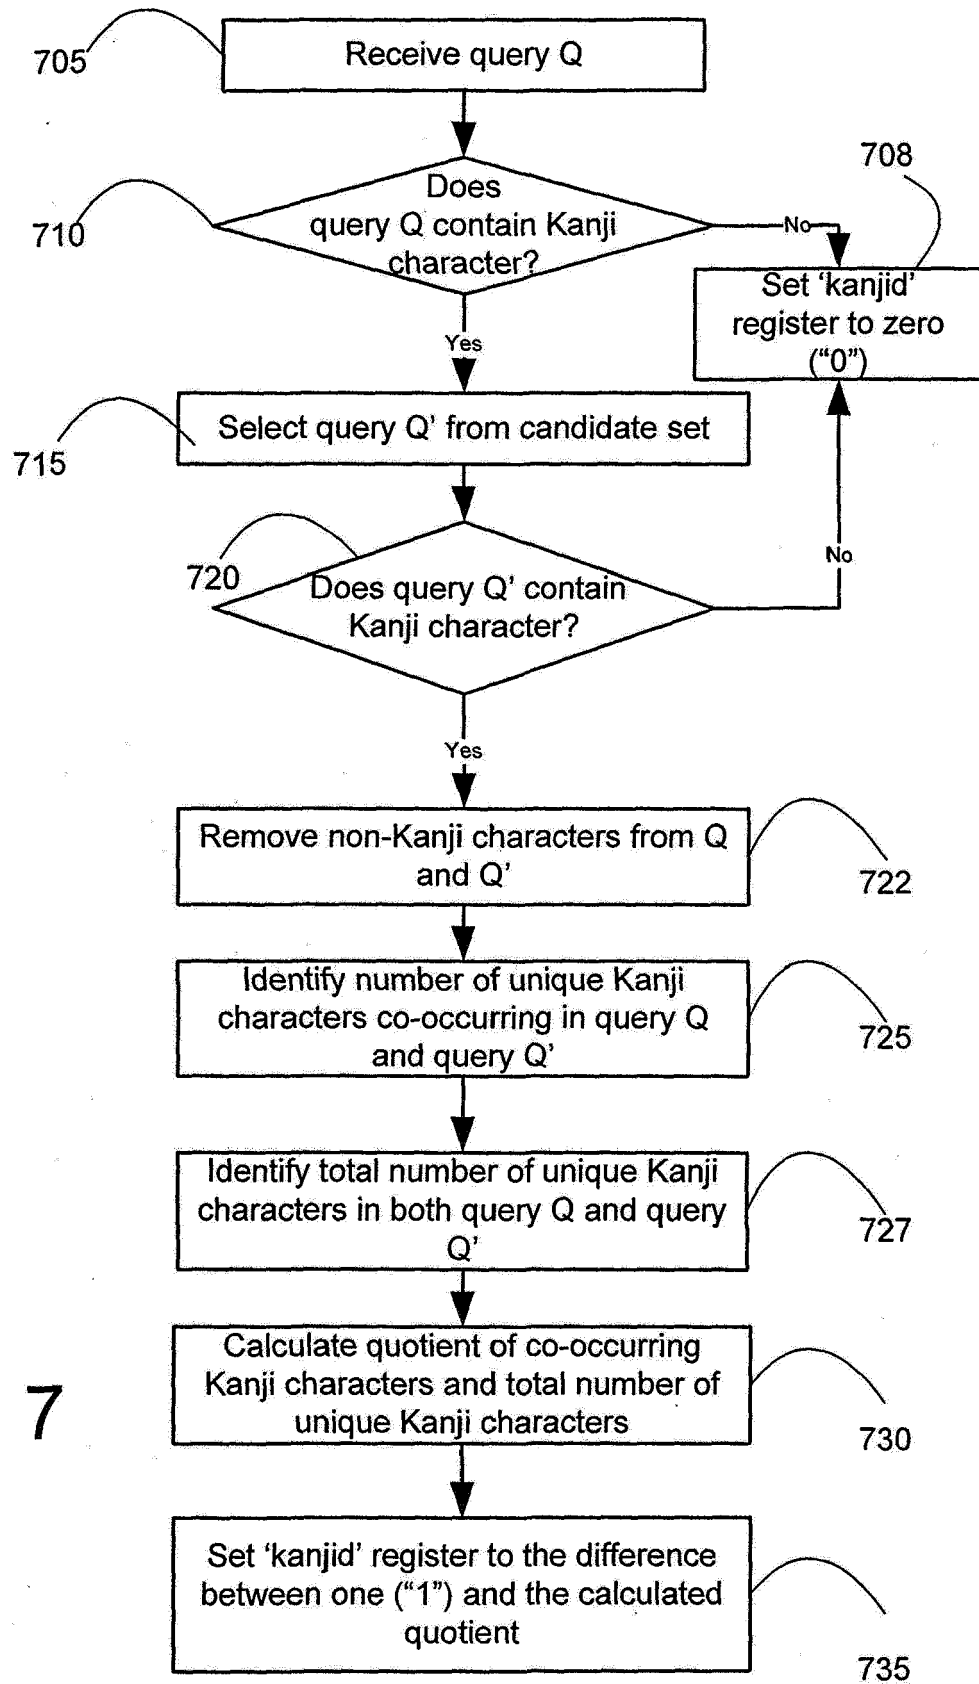 705
Receive query Q
708
710
Does
query Q contain Kanji
character?
No
Set ‘kanjid’
register to zero
(“0”)
Yes
715
Select query Q’ from candidate set
720
Does query Q’ contain
Kanji character?
No
Yes
Remove non-Kanji characters from Q
and Q’
722
Identify number of unique Kanji
characters co-occurring in query Q
and query Q’
725
Identify total number of unique Kanji
characters in both query Q and query
Q’
727
Calculate quotient of co-occurring
Kanji characters and total number of
unique Kanji characters
730
7
Set ‘kanjid’ register to the difference
between one (“1”) and the calculated
quotient
735